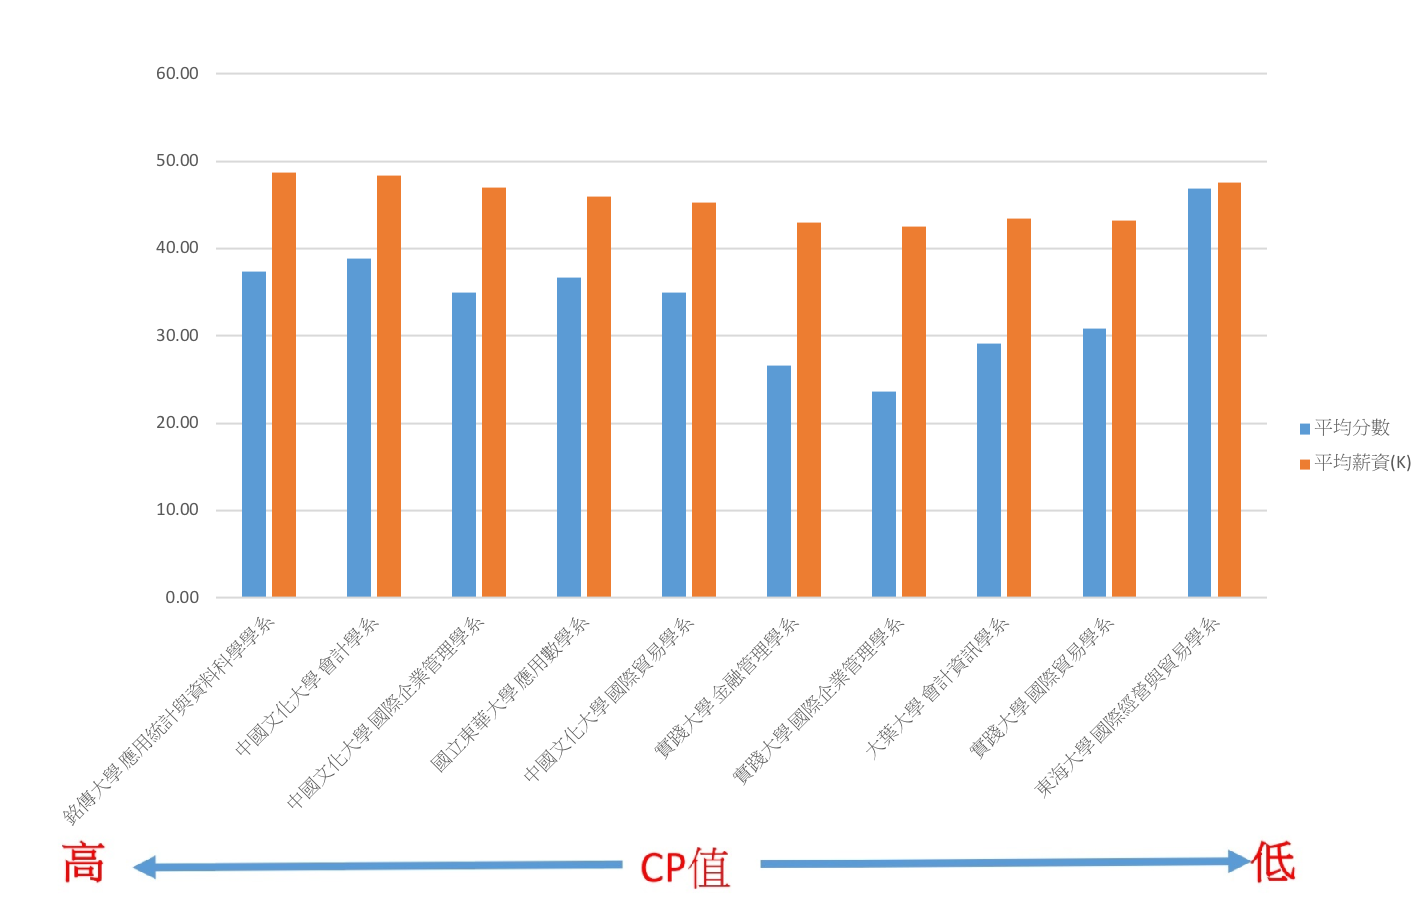 60.00
50.00
40.00
30.00
20.00
10.00
0.00
平均分數
平均薪資(K)
銘傳大學 應用統計與資料科學學系
中國文化大學 會計學系
中國文化大學 國際企業管理學系
國立東華大學 應用數學系
中國文化大學 國際貿易學系
實踐大學 金融管理學系
實踐大學 國際企業管理學系
大葉大學 會計資訊學系
實踐大學 國際貿易學系
東海大學 國際經營與貿易學系
高
CP值
低